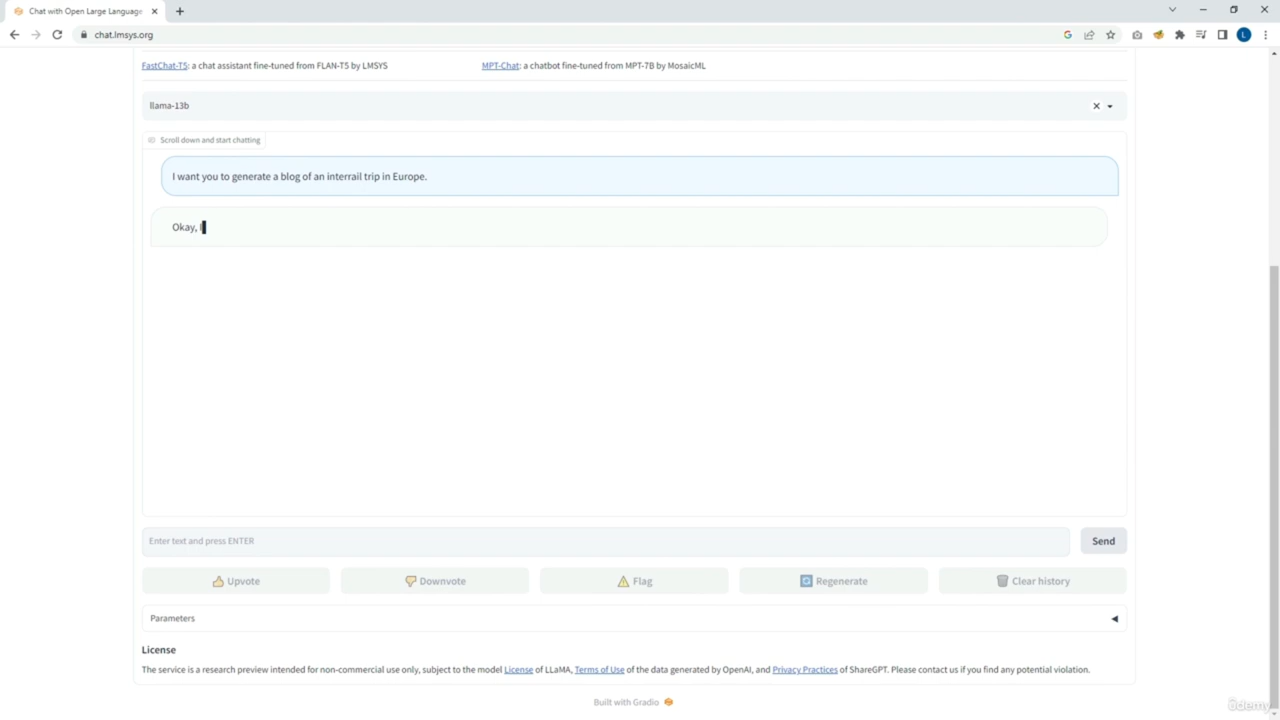 Chat with Open Large Language
chat.lmsys.org
L
FastChat-T5: a chat assistant fine-tuned from FLAN-T5 by LMSYS
MPT-Chat: a chatbot fine-tuned from MPT-7B by MosaicML
llama-13b
Scroll down and start chatting
I want you to generate a blog of an interrail trip in Europe.
Okay, I
Enter text and press ENTER
Send
Upvote
Downvote
Flag
Regenerate
Clear history
Parameters
License
The service is a research preview intended for non-commercial use only, subject to the model License of LLaMA, Terms of Use of the data generated by OpenAI, and Privacy Practices of ShareGPT. Please contact us if you find any potential violation.
Built with Gradio
ûdemy